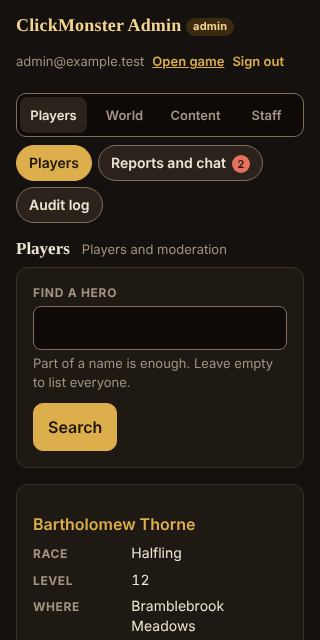 ClickMonster Admin admin
admin@example.test Open game Sign out
Players World Content Staff
Players Reports and chat 2
Audit log
Players Players and moderation
FIND A HERO
Part of a name is enough. Leave empty
to list everyone.
Search
Bartholomew Thorne
RACE Halfling
LEVEL 12
WHERE Bramblebrook
Meadows